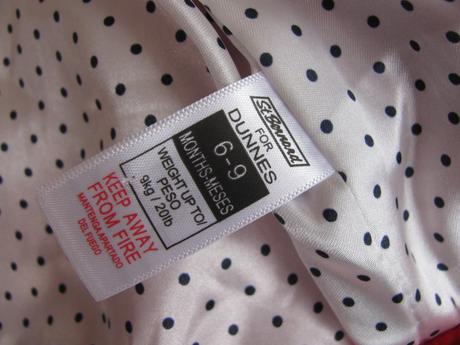 St Bernard
FOR
DUNNES
6-9
MONTHS-MESES
WEIGHT UP TO/
PESO
9kg/20lb
KEEP AWAY
FROM FIRE
MANTENGA APARTADO
DEL FUEGO